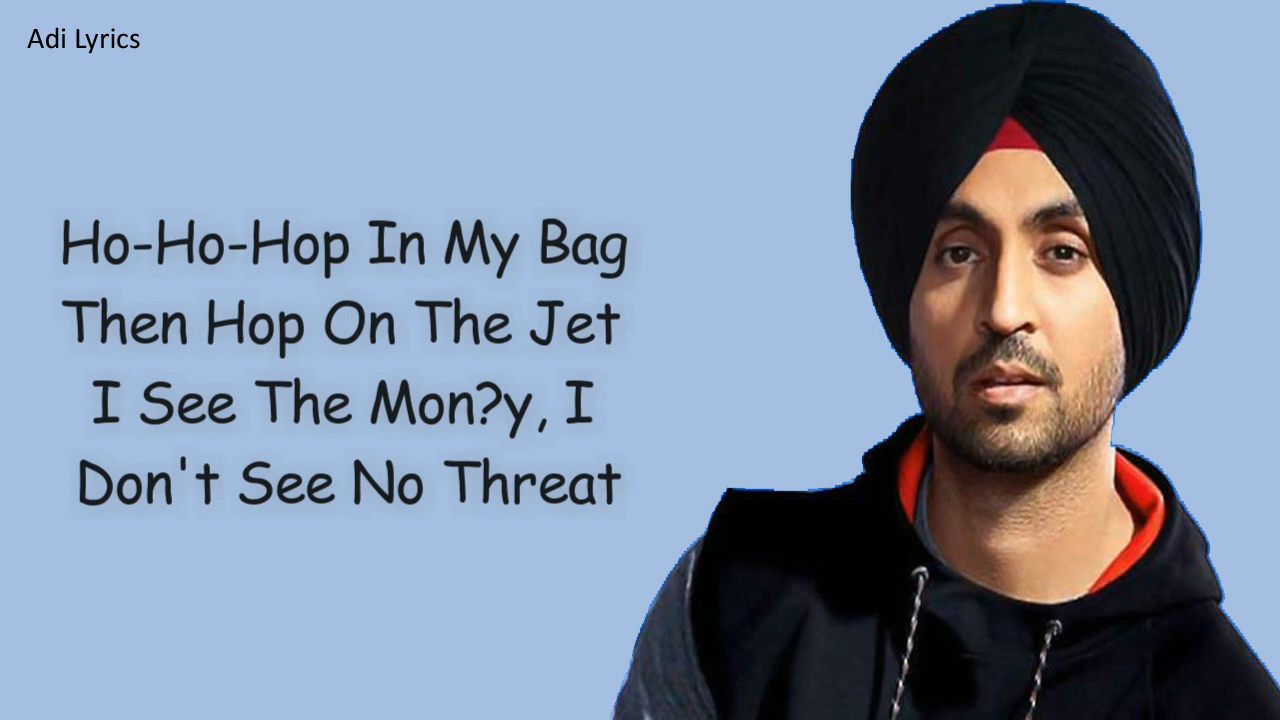 Adi Lyrics
Ho-Ho-Hop In My Bag
Then Hop On The Jet
I See The Mon?y, I
Don't See No Threat